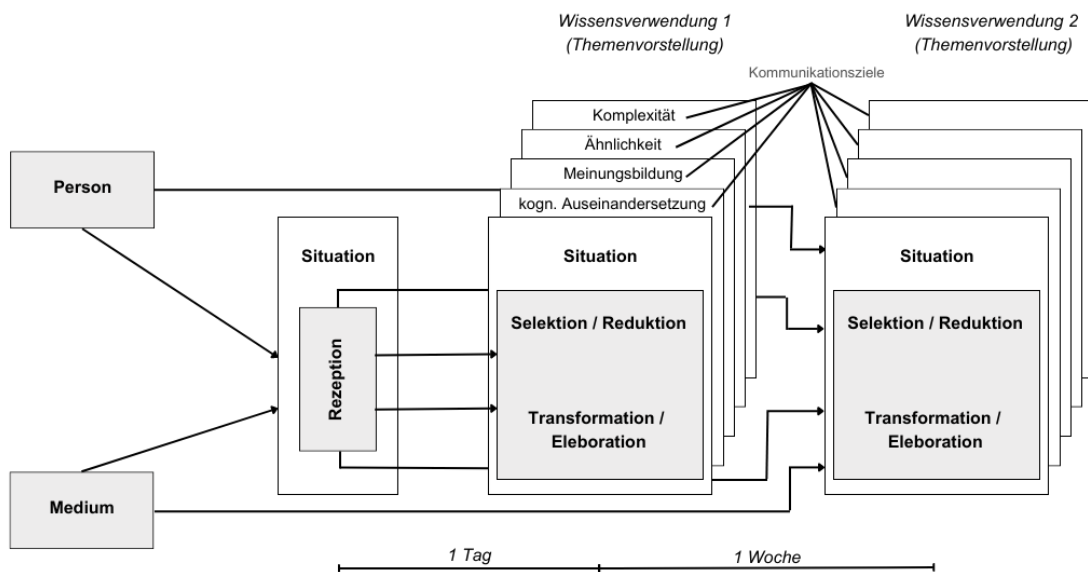 Wissensverwendung 1
(Themenvorstellung)
Wissensverwendung 2
(Themenvorstellung)
Kommunikationsziele
Komplexität
Ähnlichkeit
Meinungsbildung
kogn. Auseinandersetzung
Person
Medium
Situation
Rezeption
Situation
Selektion / Reduktion
Transformation /
Eleboration
Situation
Selektion / Reduktion
Transformation /
Eleboration
1 Tag
1 Woche